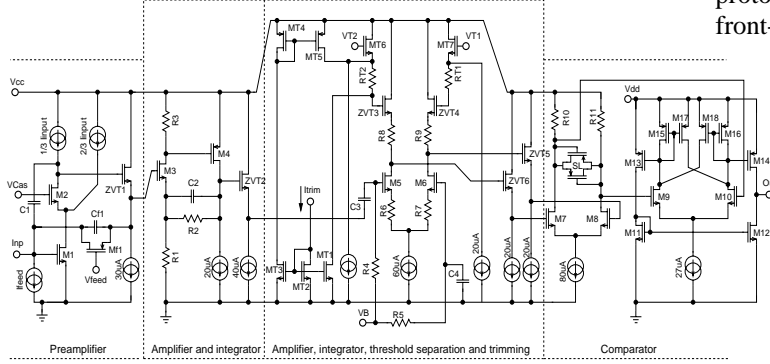 proto
front-
MT4
MT5
VT2
MT6
MT7
VT1
RT2
RT1
Vcc
1/3 Iinput
2/3 Iinput
R3
M4
ZVT3
ZVT4
R8
R9
R10
R11
Vdd
M17
M18
M15
M16
M13
M14
VCas
M2
ZVT1
M3
ZVT2
ZVT5
ZVT6
SL
C1
C2
C3
M5
M6
M7
M8
M9
M10
Cf1
R2
Itrim
R6
R7
Inp
M1
Mf1
Vfeed
Ifeed
30uA
R1
20uA
40uA
MT3
MT2
MT1
R4
60uA
C4
20uA
20uA
20uA
80uA
M11
M12
27uA
VB
R5
Preamplifier
Amplifier and integrator
Amplifier, integrator, threshold separation and trimming
Comparator